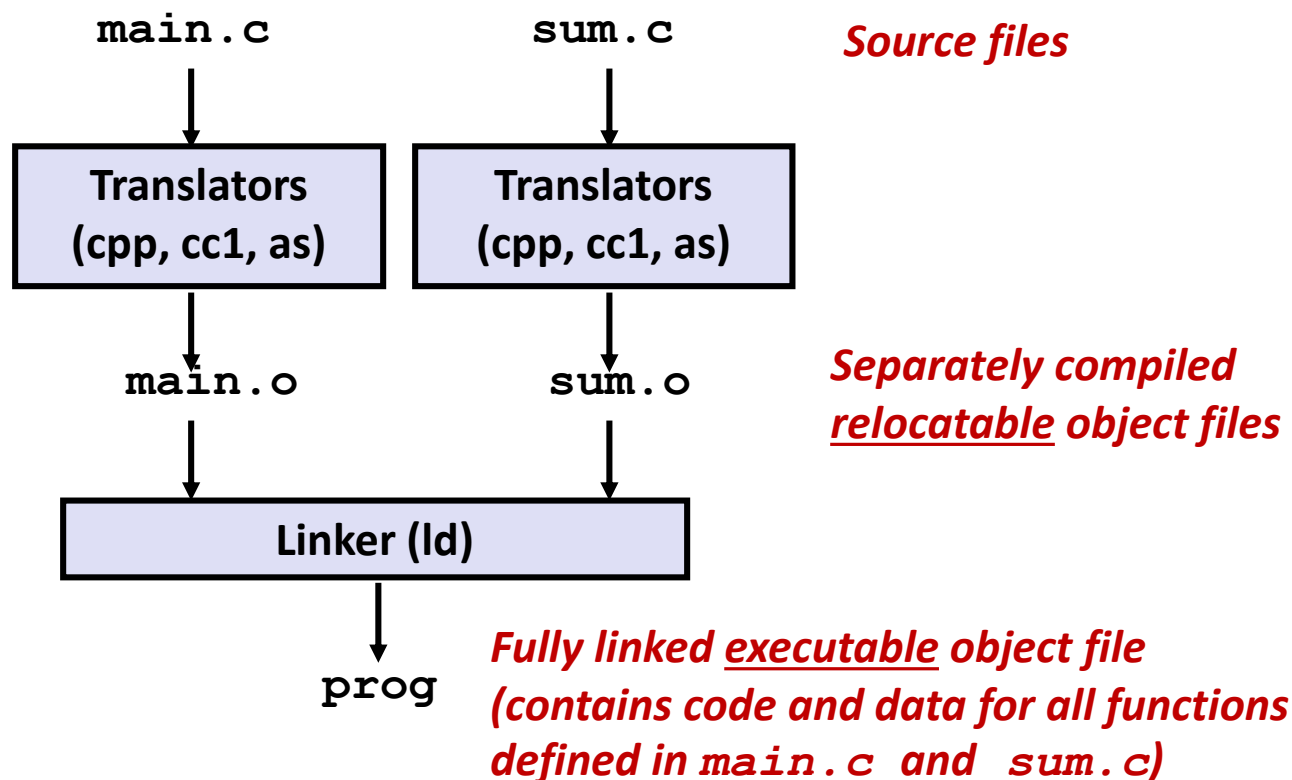 main.c
sum.c
Source files
Translators
(cpp, cc1, as)
Translators
(cpp, cc1, as)
main.o
sum.o
Separately compiled
relocatable object files
Linker (ld)
prog
Fully linked executable object file
(contains code and data for all functions
defined in main.c and sum.c)